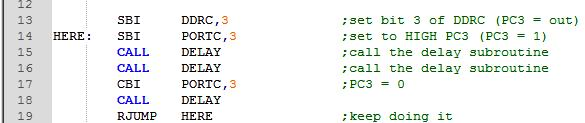 12
13 SBI DDRC,3 ;set bit 3 of DDRC (PC3 = out)
14 HERE: SBI PORTC,3 ;set to HIGH PC3 (PC3 = 1)
15 CALL DELAY ;call the delay subroutine
16 CALL DELAY ;call the delay subroutine
17 CBI PORTC,3 ;PC3 = 0
18 CALL DELAY
19 RJUMP HERE ;keep doing it